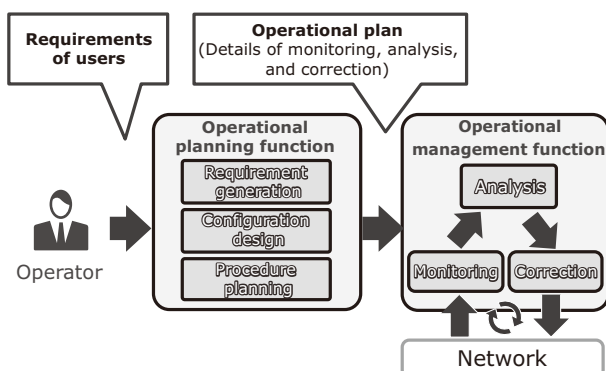 Requirements
of users
Operational plan
(Details of monitoring, analysis,
and correction)
Operational
planning function
Requirement
generation
Configuration
design
Procedure
planning
Operator
Operational
management function
Analysis
Monitoring
Correction
Network